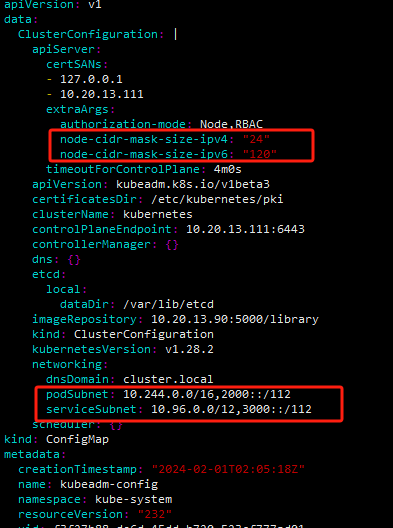 apiVersion: v1
data:
  ClusterConfiguration: |
    apiServer:
      certSANs:
      - 127.0.0.1
      - 10.20.13.111
      extraArgs:
        authorization-mode: Node,RBAC
        node-cidr-mask-size-ipv4: "24"
        node-cidr-mask-size-ipv6: "120"
      timeoutForControlPlane: 4m0s
    apiVersion: kubeadm.k8s.io/v1beta3
    certificatesDir: /etc/kubernetes/pki
    clusterName: kubernetes
    controlPlaneEndpoint: 10.20.13.111:6443
    controllerManager: {}
    dns: {}
    etcd:
      local:
        dataDir: /var/lib/etcd
    imageRepository: 10.20.13.90:5000/library
    kind: ClusterConfiguration
    kubernetesVersion: v1.28.2
    networking:
      dnsDomain: cluster.local
      podSubnet: 10.244.0.0/16,2000::/112
      serviceSubnet: 10.96.0.0/12,3000::/112
    scheduler: {}
kind: ConfigMap
metadata:
  creationTimestamp: "2024-02-01T02:05:18Z"
  name: kubeadm-config
  namespace: kube-system
  resourceVersion: "232"